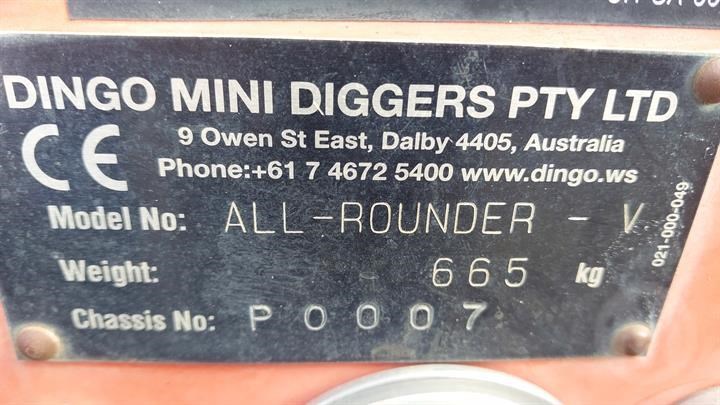 DINGO MINI DIGGERS PTY LTD
CE
9 Owen St East, Dalby 4405, Australia
Phone:+61 7 4672 5400 www.dingo.ws
Model No: ALL-ROUNDER - V
Weight: 665 kg
Chassis No: P0007
021-000-049